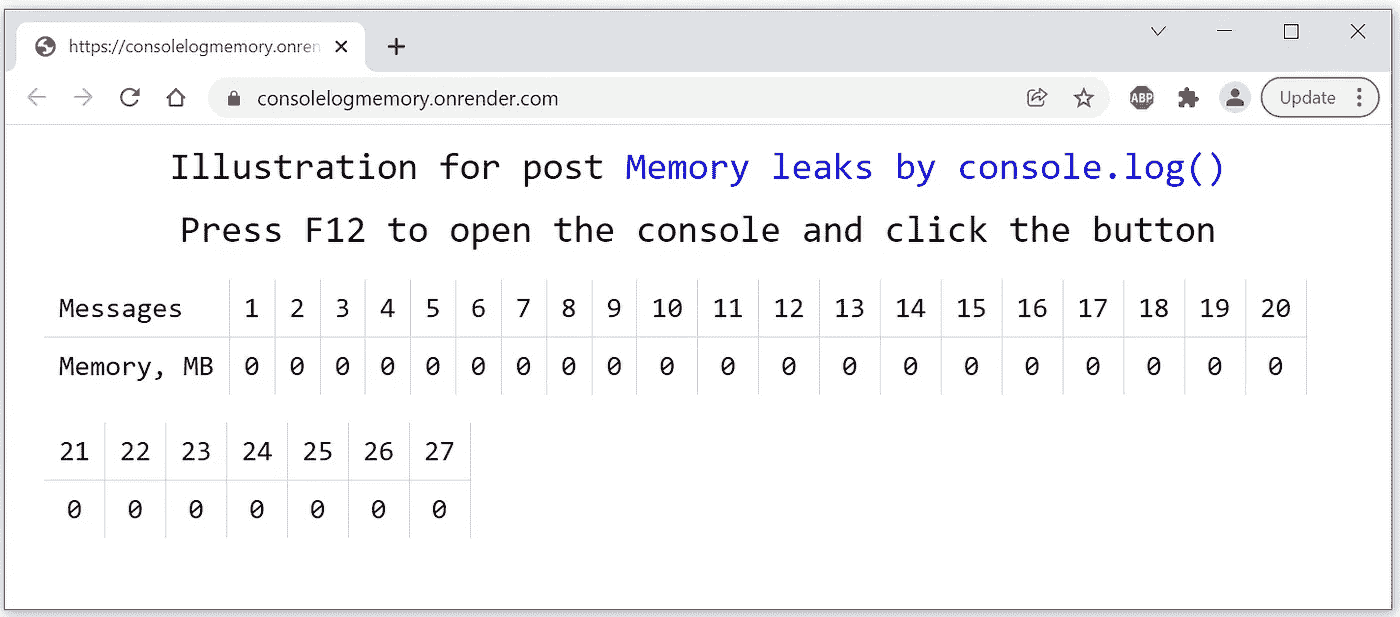 https://consolelogmemory.onren
consolelogmemory.onrender.com
ABP
Update
Illustration for post Memory leaks by console.log()
Press F12 to open the console and click the button
Messages 1 2 3 4 5 6 7 8 9 10 11 12 13 14 15 16 17 18 19 20
Memory, MB 0 0 0 0 0 0 0 0 0 0 0 0 0 0 0 0 0 0 0 0
21 22 23 24 25 26 27
0 0 0 0 0 0 0